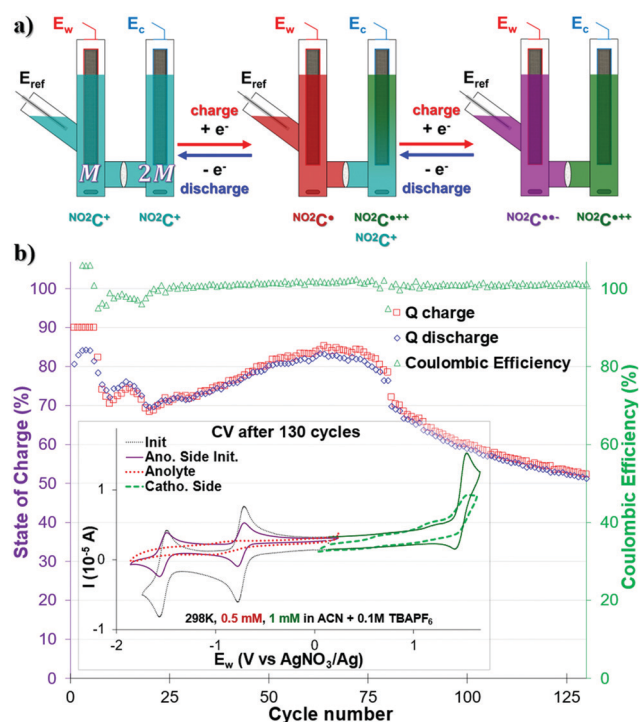 a)
E_w E_c E_w E_c E_w E_c
E_ref E_ref E_ref
charge charge
+ e⁻ + e⁻
M 2M
- e⁻ - e⁻
discharge discharge
ᴺᴼ²C⁺ ᴺᴼ²C⁺ ᴺᴼ²C• ᴺᴼ²C•⁺⁺ ᴺᴼ²C••⁻ ᴺᴼ²C•⁺⁺
ᴺᴼ²C⁺
b)
100 100
Q charge
Q discharge
Coulombic Efficiency
90
80 80
70
60 60
50
40 40
30
20 20
10
0 0
State of Charge (%)
Coulombic Efficiency (%)
CV after 130 cycles
Init
Ano. Side Init.
Anolyte
Catho. Side
I (10⁻⁵ A)
1
0
-1
298K, 0.5 mM, 1 mM in ACN + 0.1M TBAPF₆
-2 -1 0 1
E_w (V vs AgNO₃/Ag)
0 25 50 75 100 125
Cycle number